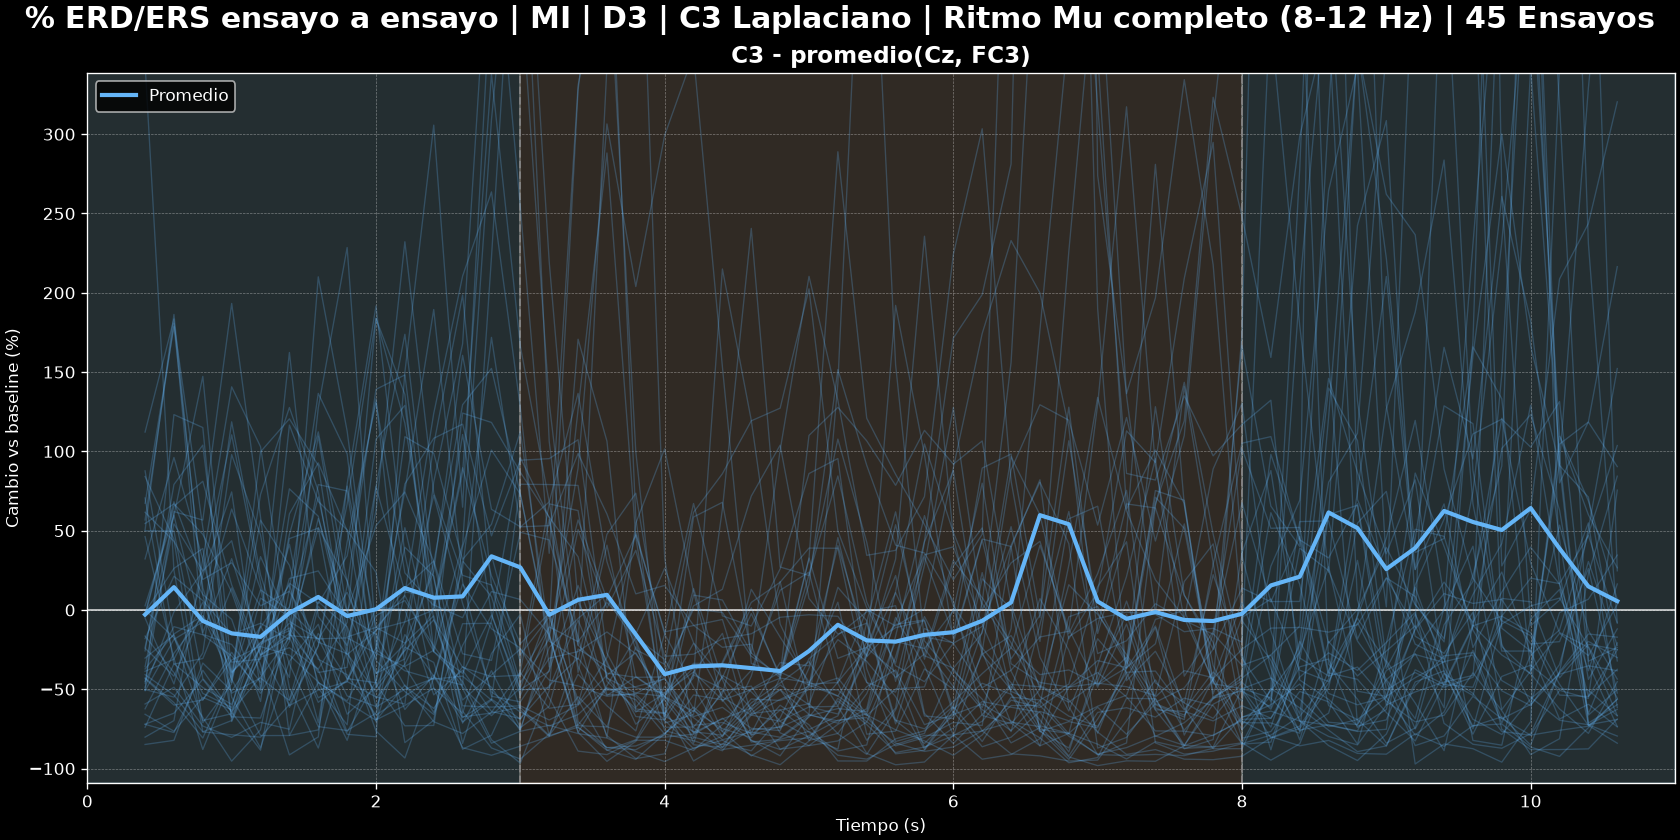 % ERD/ERS ensayo a ensayo | MI | D3 | C3 Laplaciano | Ritmo Mu completo (8-12 Hz) | 45 Ensayos
C3 - promedio(Cz, FC3)
Promedio
Cambio vs baseline (%)
300
250
200
150
100
50
0
−50
−100
0 2 4 6 8 10
Tiempo (s)